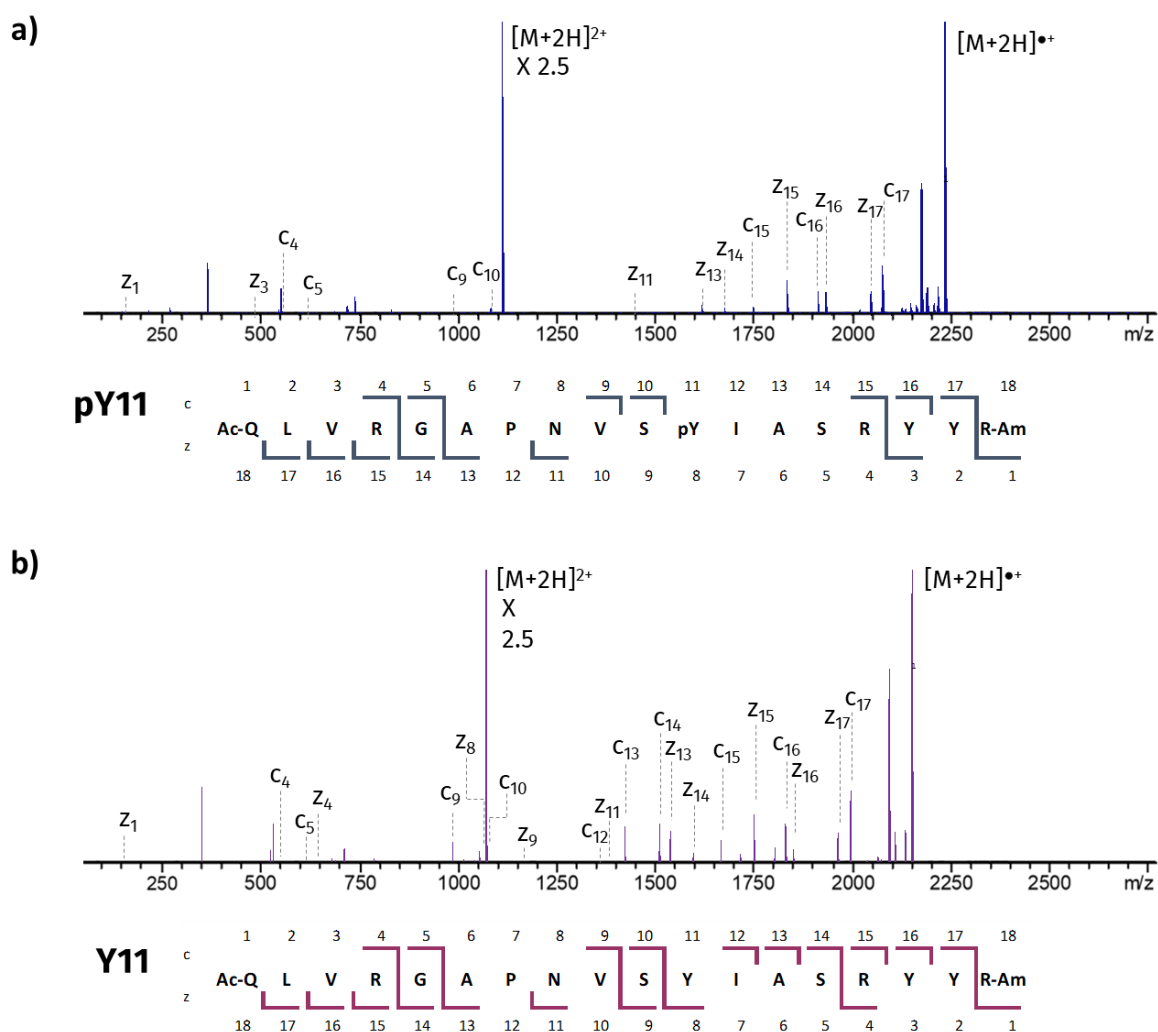 a)
[M+2H]2+
X 2.5
[M+2H]●+
Z1 Z3 C4 C5 C9 C10 Z11 Z13 Z14 C15 Z15 C16 Z16 Z17 C17
250 500 750 1000 1250 1500 1750 2000 2250 2500 m/z
1 2 3 4 5 6 7 8 9 10 11 12 13 14 15 16 17 18
pY11
c
Ac-Q L V R G A P N V S pY I A S R Y Y R-Am
z
18 17 16 15 14 13 12 11 10 9 8 7 6 5 4 3 2 1
b)
[M+2H]2+
X
2.5
[M+2H]●+
1
Z1 C4 C5 Z4 C9 Z8 C10 Z9 C12 Z11 C13 C14 Z13 Z14 C15 Z15 C16 Z16 Z17 C17
250 500 750 1000 1250 1500 1750 2000 2250 2500 m/z
1 2 3 4 5 6 7 8 9 10 11 12 13 14 15 16 17 18
Y11
c
Ac-Q L V R G A P N V S Y I A S R Y Y R-Am
z
18 17 16 15 14 13 12 11 10 9 8 7 6 5 4 3 2 1